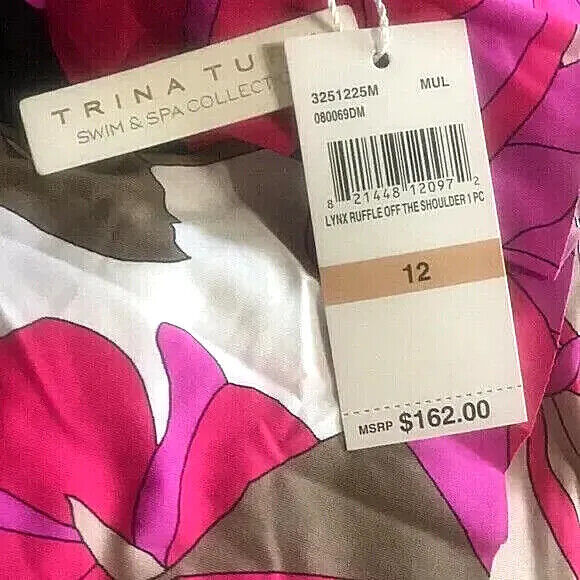 TRINA TU
SWIM & SPA COLLECT
3251225M MUL
080069DM
8 21448 12097 2
LYNX RUFFLE OFF THE SHOULDER 1 PC
12
MSRP $162.00